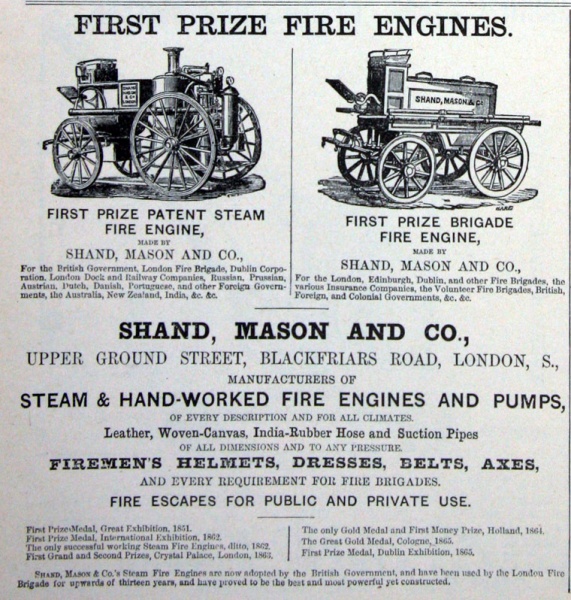 FIRST PRIZE FIRE ENGINES.
SHAND, MASON & Co
FIRST PRIZE PATENT STEAM
FIRE ENGINE,
MADE BY
SHAND, MASON AND CO.,
For the British Government, London Fire Brigade, Dublin Corpo-
ration, London Dock and Railway Companies, Russian, Prussian,
Austrian, Dutch, Danish, Portuguese, and other Foreign Govern-
ments, the Australia, New Zealand, India, &c. &c.
FIRST PRIZE BRIGADE
FIRE ENGINE,
MADE BY
SHAND, MASON AND CO.,
For the London, Edinburgh, Dublin, and other Fire Brigades, the
various Insurance Companies, the Volunteer Fire Brigades, British,
Foreign, and Colonial Governments, &c. &c.
SHAND, MASON AND CO.,
UPPER GROUND STREET, BLACKFRIARS ROAD, LONDON, S.,
MANUFACTURERS OF
STEAM & HAND-WORKED FIRE ENGINES AND PUMPS,
OF EVERY DESCRIPTION AND FOR ALL CLIMATES.
Leather, Woven-Canvas, India-Rubber Hose and Suction Pipes
OF ALL DIMENSIONS AND TO ANY PRESSURE.
FIREMEN'S HELMETS, DRESSES, BELTS, AXES,
AND EVERY REQUIREMENT FOR FIRE BRIGADES.
FIRE ESCAPES FOR PUBLIC AND PRIVATE USE.
First Prize Medal, Great Exhibition, 1851.
First Prize Medal, International Exhibition, 1862.
The only successful working Steam Fire Engines, ditto, 1862.
First Grand and Second Prizes, Crystal Palace, London, 1863.
The only Gold Medal and First Money Prize, Holland, 1864.
The Great Gold Medal, Cologne, 1865.
First Prize Medal, Dublin Exhibition, 1865.
SHAND, MASON & Co.'s Steam Fire Engines are now adopted by the British Government, and have been used by the London Fire
Brigade for upwards of thirteen years, and have proved to be the best and most powerful yet constructed.